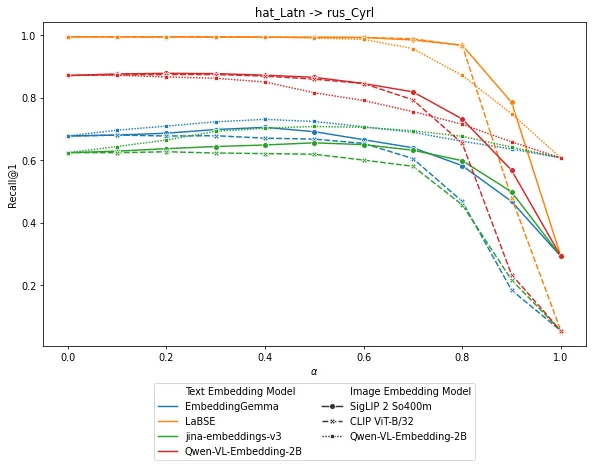 hat_Latn -> rus_Cyrl
1.0
0.8
0.6
0.4
0.2
Recall@1
0.0 0.2 0.4 0.6 0.8 1.0
α
Text Embedding Model Image Embedding Model
EmbeddingGemma SigLIP 2 So400m
LaBSE CLIP ViT-B/32
jina-embeddings-v3 Qwen-VL-Embedding-2B
Qwen-VL-Embedding-2B